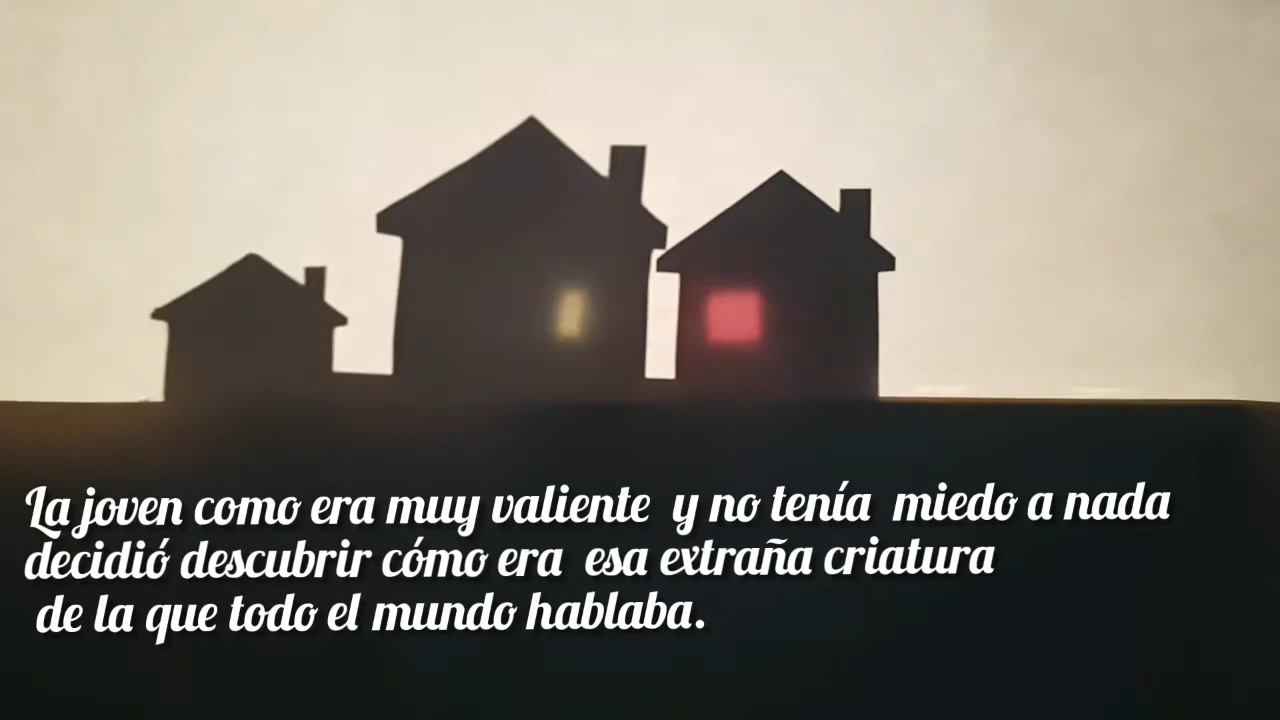 La joven como era muy valiente y no tenía miedo a nada
decidió descubrir cómo era esa extraña criatura
de la que todo el mundo hablaba.